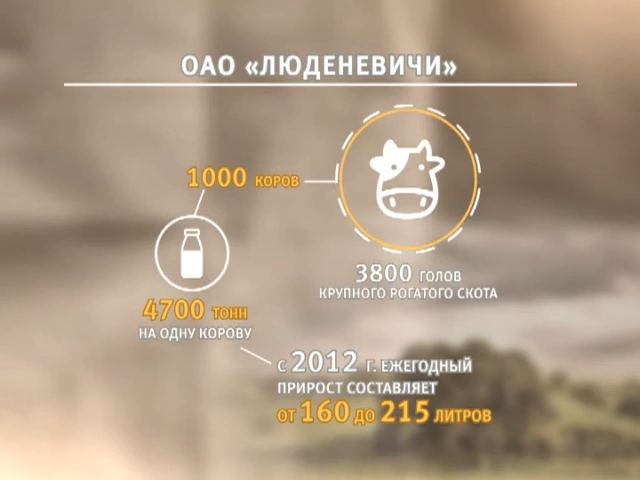 ОАО «ЛЮДЕНЕВИЧИ»
1000 КОРОВ
3800 ГОЛОВ
КРУПНОГО РОГАТОГО СКОТА
4700 ТОНН
НА ОДНУ КОРОВУ
С 2012 Г. ЕЖЕГОДНЫЙ
ПРИРОСТ СОСТАВЛЯЕТ
ОТ 160 ДО 215 ЛИТРОВ